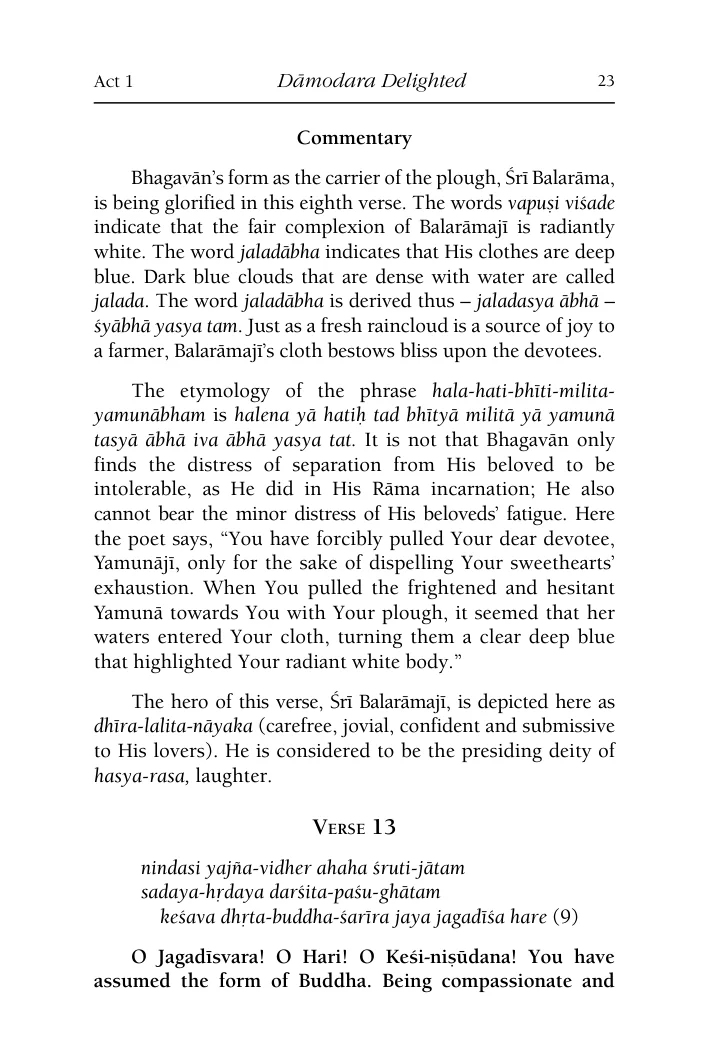 Act 1 Dāmodara Delighted 23
Commentary
Bhagavān’s form as the carrier of the plough, Śrī Balarāma,
is being glorified in this eighth verse. The words vapuṣi viśade
indicate that the fair complexion of Balarāmajī is radiantly
white. The word jaladābha indicates that His clothes are deep
blue. Dark blue clouds that are dense with water are called
jalada. The word jaladābha is derived thus – jaladasya ābhā –
śyābhā yasya tam. Just as a fresh raincloud is a source of joy to
a farmer, Balarāmajī’s cloth bestows bliss upon the devotees.
The etymology of the phrase hala-hati-bhīti-milita-
yamunābham is halena yā hatiḥ tad bhītyā militā yā yamunā
tasyā ābhā iva ābhā yasya tat. It is not that Bhagavān only
finds the distress of separation from His beloved to be
intolerable, as He did in His Rāma incarnation; He also
cannot bear the minor distress of His beloveds’ fatigue. Here
the poet says, “You have forcibly pulled Your dear devotee,
Yamunājī, only for the sake of dispelling Your sweethearts’
exhaustion. When You pulled the frightened and hesitant
Yamunā towards You with Your plough, it seemed that her
waters entered Your cloth, turning them a clear deep blue
that highlighted Your radiant white body.”
The hero of this verse, Śrī Balarāmajī, is depicted here as
dhīra-lalita-nāyaka (carefree, jovial, confident and submissive
to His lovers). He is considered to be the presiding deity of
hasya-rasa, laughter.
Verse 13
nindasi yajña-vidher ahaha śruti-jātam
sadaya-hṛdaya darśita-paśu-ghātam
keśava dhṛta-buddha-śarīra jaya jagadīśa hare (9)
O Jagadīsvara! O Hari! O Keśi-niṣūdana! You have
assumed the form of Buddha. Being compassionate and